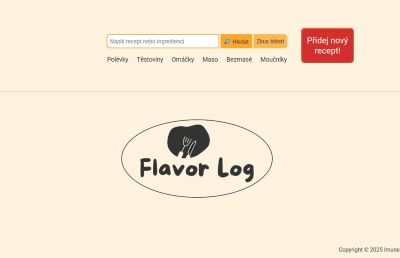 Napiš recept nebo ingredienci
Hledat
Zkus štěstí
Přidej nový
recept!
Polévky Těstoviny Omáčky Maso Bezmasé Moučníky
Flavor Log
Copyright © 2025 Imune